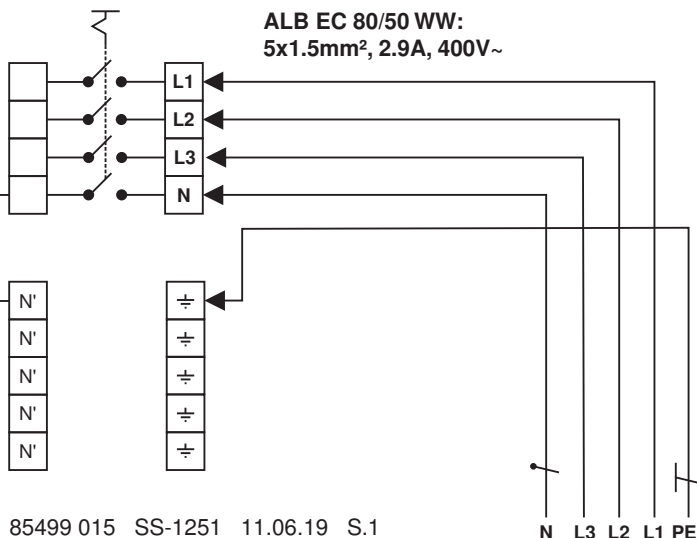 ALB EC 80/50 WW:
5x1.5mm², 2.9A, 400V~
L1
L2
L3
N
N'
N'
N'
N'
N'
85499 015 SS-1251 11.06.19 S.1
N L3 L2 L1 PE